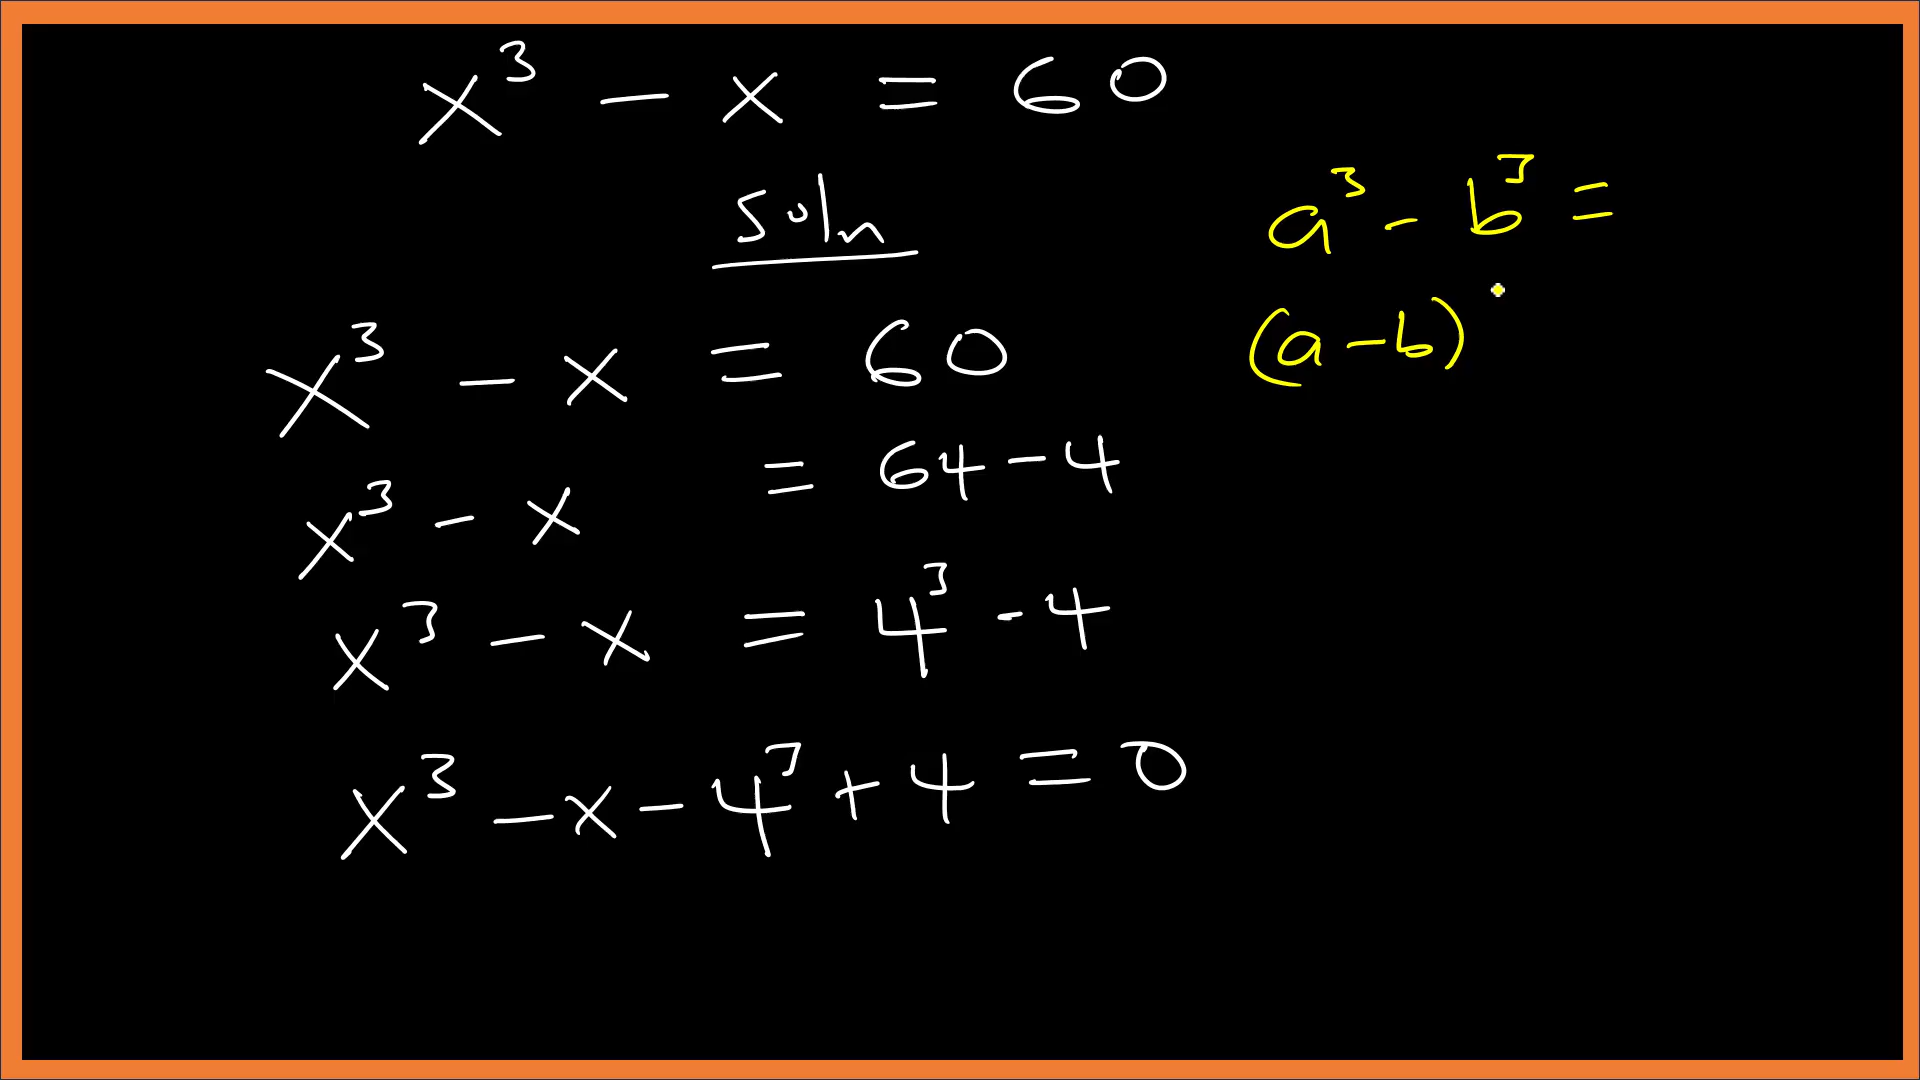 x³ - x = 60
Soln
a³ - b³ =
(a-b)
x³ - x = 60
x³ - x = 64-4
x³ - x = 4³ - 4
x³ - x - 4³ + 4 = 0